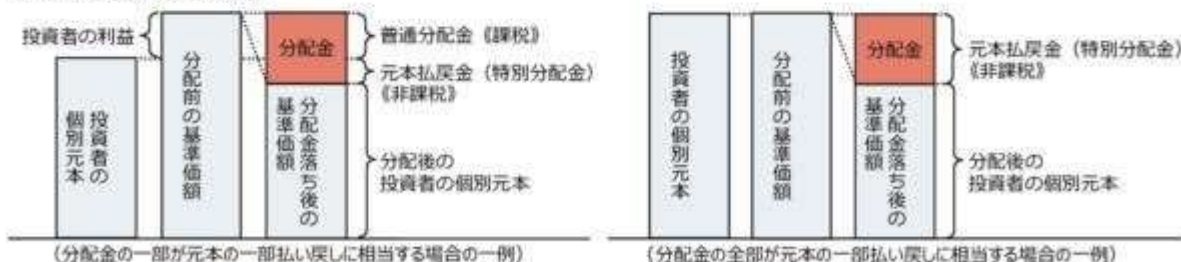 投資者の利益
投資者の
個別元本
分配前の基準価額
分配金
分配金落ち後の
基準価額
普通分配金《課税》
元本払戻金（特別分配金）
《非課税》
分配後の
投資者の個別元本
（分配金の一部が元本の一部払い戻しに相当する場合の一例）
投資者の個別元本
分配前の基準価額
分配金
分配金落ち後の
基準価額
元本払戻金（特別分配金）
《非課税》
分配後の
投資者の個別元本
（分配金の全部が元本の一部払い戻しに相当する場合の一例）